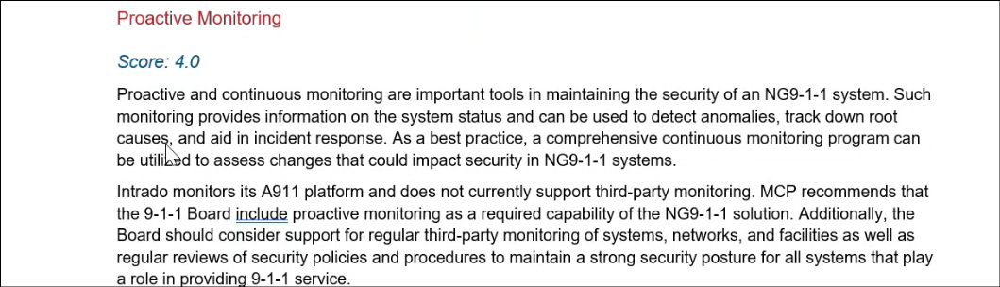 Proactive Monitoring
Score: 4.0
Proactive and continuous monitoring are important tools in maintaining the security of an NG9-1-1 system. Such
monitoring provides information on the system status and can be used to detect anomalies, track down root
causes, and aid in incident response. As a best practice, a comprehensive continuous monitoring program can
be utilized to assess changes that could impact security in NG9-1-1 systems.
Intrado monitors its A911 platform and does not currently support third-party monitoring. MCP recommends that
the 9-1-1 Board include proactive monitoring as a required capability of the NG9-1-1 solution. Additionally, the
Board should consider support for regular third-party monitoring of systems, networks, and facilities as well as
regular reviews of security policies and procedures to maintain a strong security posture for all systems that play
a role in providing 9-1-1 service.